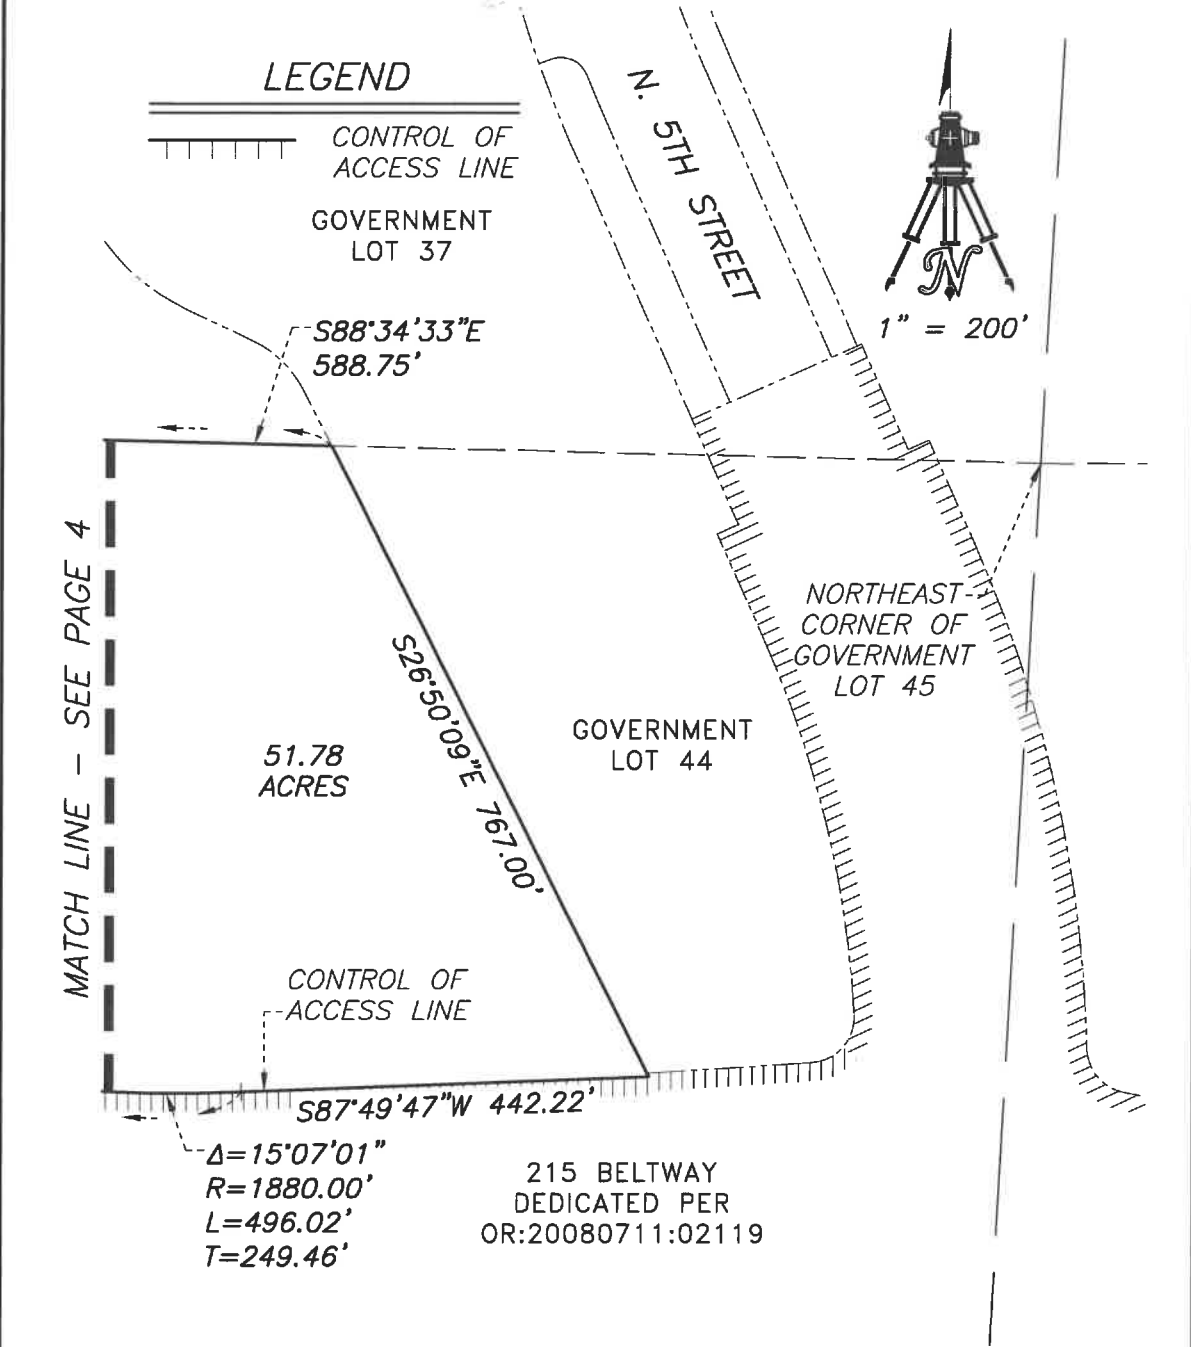 LEGEND
CONTROL OF
ACCESS LINE
GOVERNMENT
LOT 37
N. 5TH STREET
N
1" = 200'
S88°34'33"E
588.75'
MATCH LINE - SEE PAGE 4
S26°50'09"E 767.00'
51.78
ACRES
GOVERNMENT
LOT 44
NORTHEAST
CORNER OF
GOVERNMENT
LOT 45
CONTROL OF
ACCESS LINE
S87°49'47"W 442.22'
Δ=15°07'01"
R=1880.00'
L=496.02'
T=249.46'
215 BELTWAY
DEDICATED PER
OR:20080711:02119